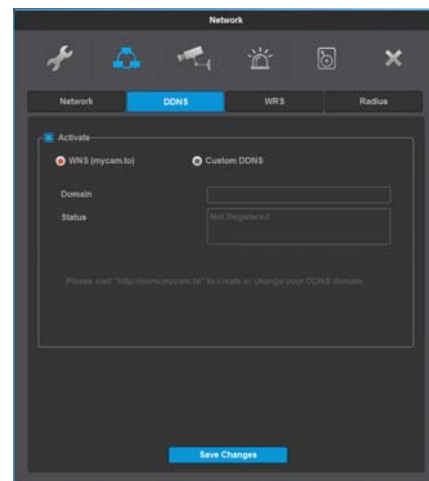 Network
Network DDNS WRS Radius
Activate
WNS (mycam.to) Custom DDNS
Domain
Status Not Registered
Please visit "http://www.mycam.to" to create or change your DDNS domain.
Save Changes